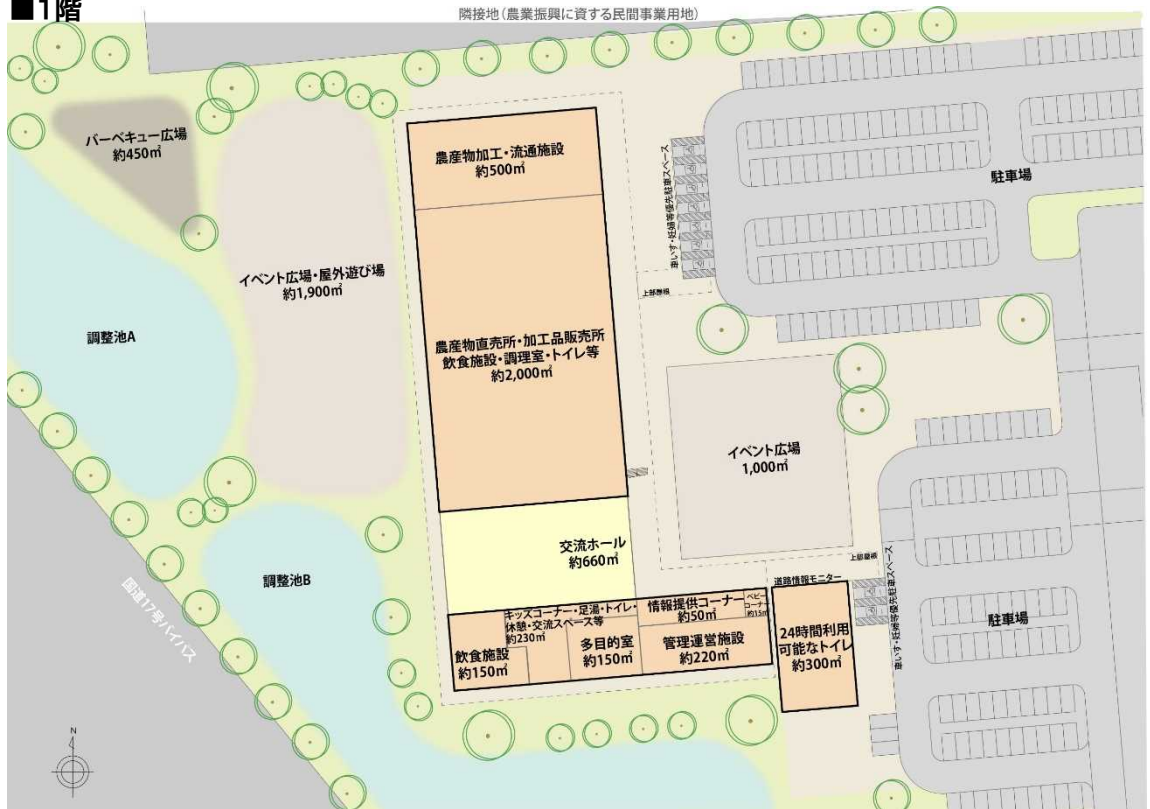 ■1階
隣接地（農業振興に資する民間事業用地）
バーベキュー広場
約450㎡
農産物加工・流通施設
約500㎡
車いす・妊婦等優先駐車スペース
駐車場
イベント広場・屋外遊び場
約1,900㎡
上部屋根
調整池A
農産物直売所・加工品販売所
飲食施設・調理室・トイレ等
約2,000㎡
イベント広場
1,000㎡
交流ホール
約660㎡
上部屋根
調整池B
道路情報モニター
車いす・妊婦等優先駐車スペース
国道17号バイパス
キッズコーナー・足湯・トイレ・
休憩・交流スペース等
約230㎡
情報提供コーナー
約50㎡
ベビー
コーナー
約15㎡
飲食施設
約150㎡
多目的室
約150㎡
管理運営施設
約220㎡
24時間利用
可能なトイレ
約300㎡
駐車場
N